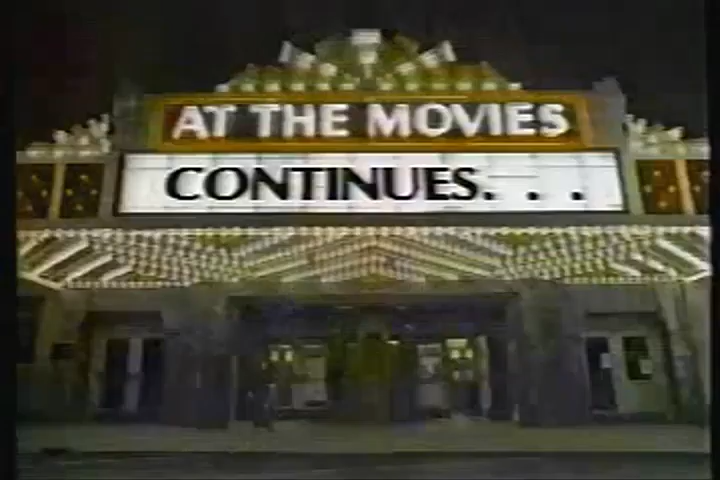 AT THE MOVIES
CONTINUES. . .